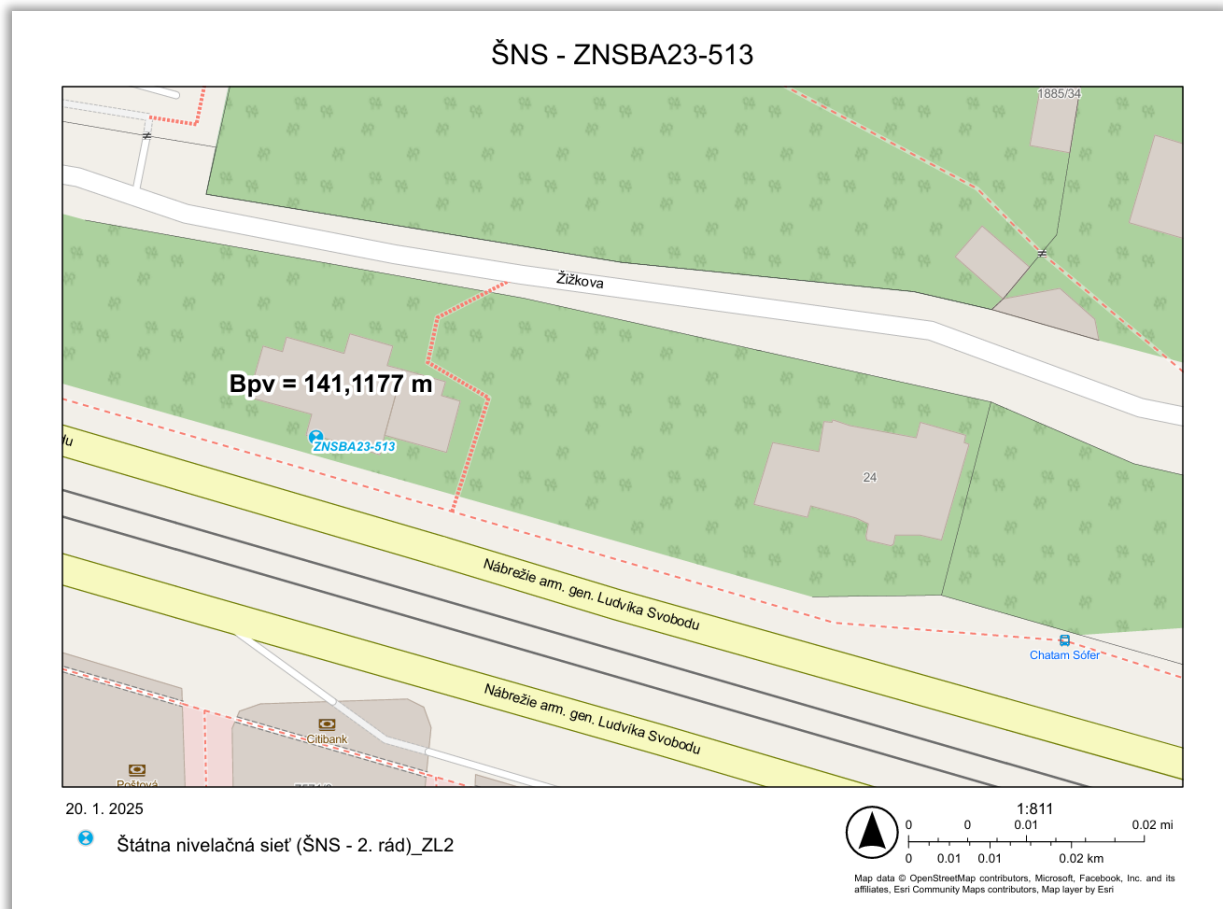 ŠNS - ZNSBA23-513
1885/34
Žižkova
Bpv = 141,1177 m
ZNSBA23-513
du
24
Nábrežie arm. gen. Ludvíka Svobodu
Chatam Sófer
Nábrežie arm. gen. Ludvíka Svobodu
Citibank
Poštová
20. 1. 2025
1:811
0 0 0.01 0.02 mi
Štátna nivelačná sieť (ŠNS - 2. rád)_ZL2
0 0.01 0.01 0.02 km
Map data © OpenStreetMap contributors, Microsoft, Facebook, Inc. and its
affiliates, Esri Community Maps contributors, Map layer by Esri